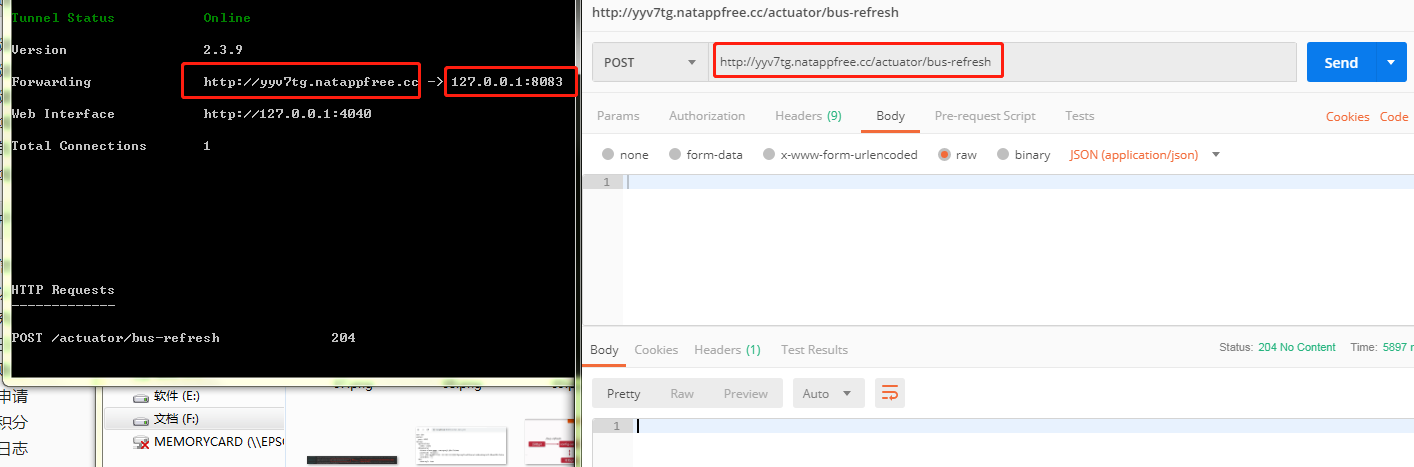 Tunnel Status Online
Version 2.3.9
Forwarding http://yyv7tg.natappfree.cc -> 127.0.0.1:8083
Web Interface http://127.0.0.1:4040
Total Connections 1
HTTP Requests
-------------
POST /actuator/bus-refresh 204
申请
积分
日志
软件 (E:)
文档 (F:)
MEMORYCARD (\\EPS
http://yyv7tg.natappfree.cc/actuator/bus-refresh
POST http://yyv7tg.natappfree.cc/actuator/bus-refresh Send
Params Authorization Headers (9) Body Pre-request Script Tests Cookies Code
none form-data x-www-form-urlencoded raw binary JSON (application/json)
1
Body Cookies Headers (1) Test Results Status: 204 No Content Time: 5897
Pretty Raw Preview Auto
1